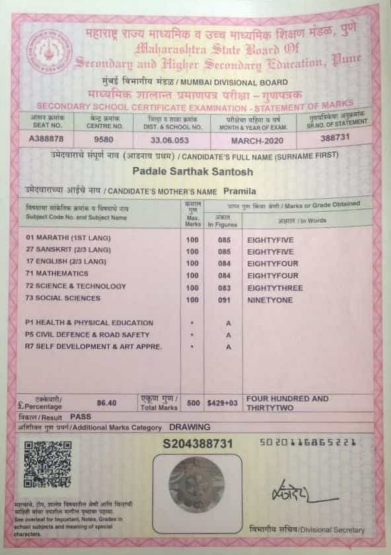 महाराष्ट्र राज्य माध्यमिक व उच्च माध्यमिक शिक्षण मंडळ, पुणे
Maharashtra State Board Of
Secondary and Higher Secondary Education, Pune
मुंबई विभागीय मंडळ / MUMBAI DIVISIONAL BOARD
माध्यमिक शालान्त प्रमाणपत्र परीक्षा - गुणपत्रक
SECONDARY SCHOOL CERTIFICATE EXAMINATION - STATEMENT OF MARKS
आसन क्रमांक केन्द्र क्रमांक जिल्हा व शाळा क्रमांक परीक्षेचा महिना व वर्ष गुणपत्रिकेचा अनुक्रमांक
SEAT NO. CENTRE NO. DIST. & SCHOOL NO. MONTH & YEAR OF EXAM. SR.NO. OF STATEMENT
A388878 9580 33.06.053 MARCH-2020 388731
उमेदवाराचे संपूर्ण नाव (आडनाव प्रथम) / CANDIDATE'S FULL NAME (SURNAME FIRST)
Padale Sarthak Santosh
उमेदवाराच्या आईचे नाव / CANDIDATE'S MOTHER'S NAME Pramila
विषयाचा सांकेतिक क्रमांक व विषयाचे नाव
Subject Code No. and Subject Name
कमाल गुण Max. Marks
प्राप्त गुण किंवा श्रेणी / Marks or Grade Obtained
अंकात In Figures अक्षरात / In Words
01 MARATHI (1ST LANG) 100 085 EIGHTYFIVE
27 SANSKRIT (2/3 LANG) 100 085 EIGHTYFIVE
17 ENGLISH (2/3 LANG) 100 084 EIGHTYFOUR
71 MATHEMATICS 100 084 EIGHTYFOUR
72 SCIENCE & TECHNOLOGY 100 083 EIGHTYTHREE
73 SOCIAL SCIENCES 100 091 NINETYONE
P1 HEALTH & PHYSICAL EDUCATION * A
P5 CIVIL DEFENCE & ROAD SAFETY * A
R7 SELF DEVELOPMENT & ART APPRE. * A
टक्केवारी/
£.Percentage 86.40 एकूण गुण / Total Marks 500 $429+03 FOUR HUNDRED AND THIRTYTWO
निकाल/Result PASS
अतिरिक्त गुण प्रवर्ग/Additional Marks Category DRAWING
S204388731 5020116865221
See overleaf for Important, Notes, Grades in
school subjects and meaning of special
characters.
विभागीय सचिव/Divisional Secretary